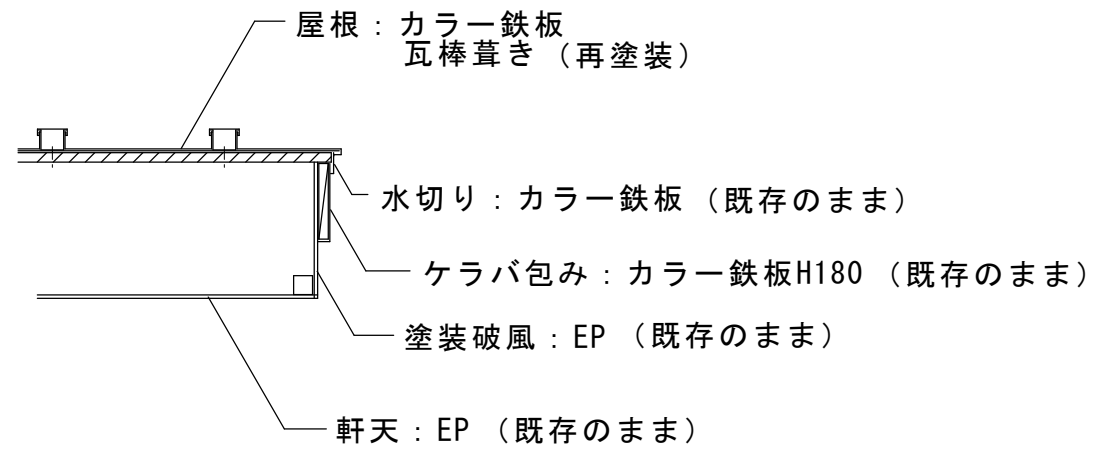 屋根：カラー鉄板
瓦棒葺き（再塗装）
水切り：カラー鉄板（既存のまま）
ケラバ包み：カラー鉄板H180（既存のまま）
塗装破風：EP（既存のまま）
軒天：EP（既存のまま）